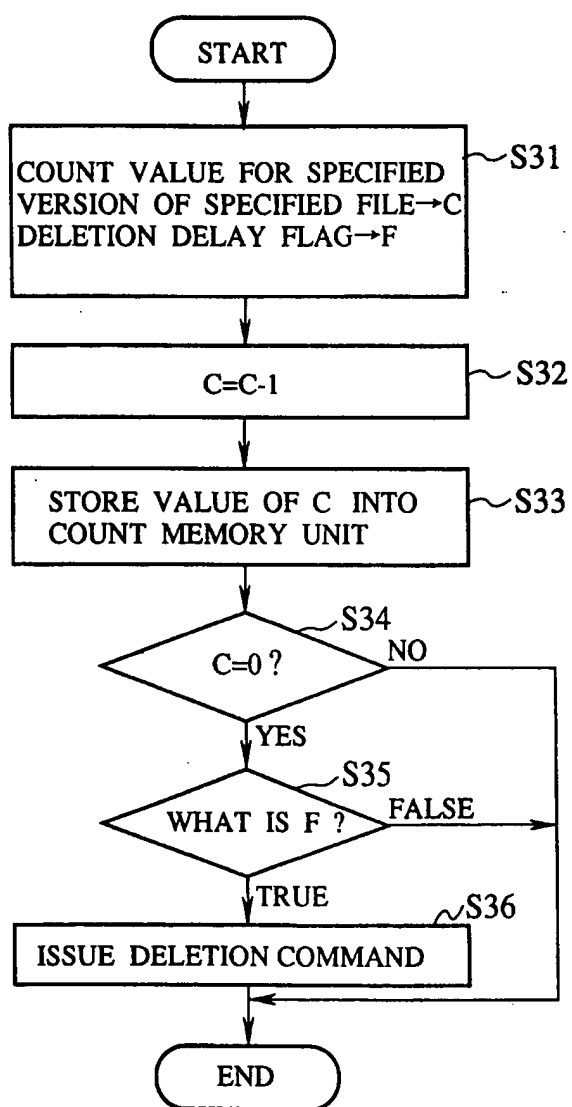 START
COUNT VALUE FOR SPECIFIED
VERSION OF SPECIFIED FILE→C
DELETION DELAY FLAG→F
S31
C=C-1
S32
STORE VALUE OF C INTO
COUNT MEMORY UNIT
S33
S34
C=0?
NO
YES
S35
WHAT IS F ?
FALSE
TRUE
S36
ISSUE DELETION COMMAND
END